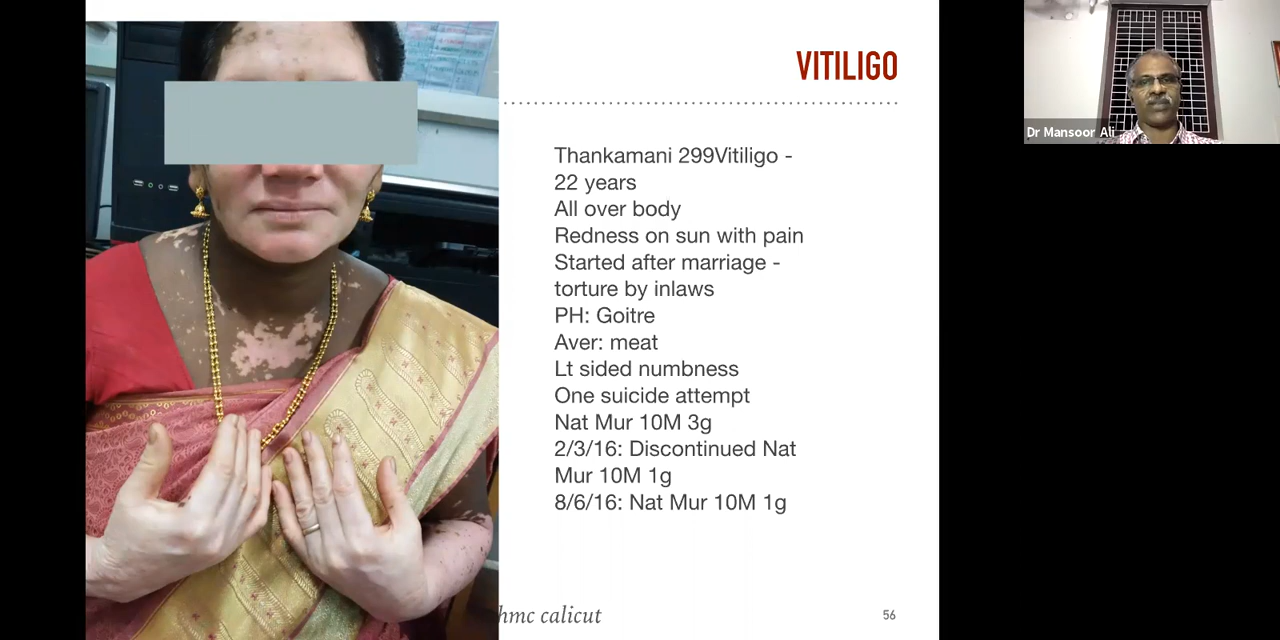 VITILIGO
Thankamani 299Vitiligo -
22 years
All over body
Redness on sun with pain
Started after marriage -
torture by inlaws
PH: Goitre
Aver: meat
Lt sided numbness
One suicide attempt
Nat Mur 10M 3g
2/3/16: Discontinued Nat
Mur 10M 1g
8/6/16: Nat Mur 10M 1g
hmc calicut
56
Dr Mansoor Ali